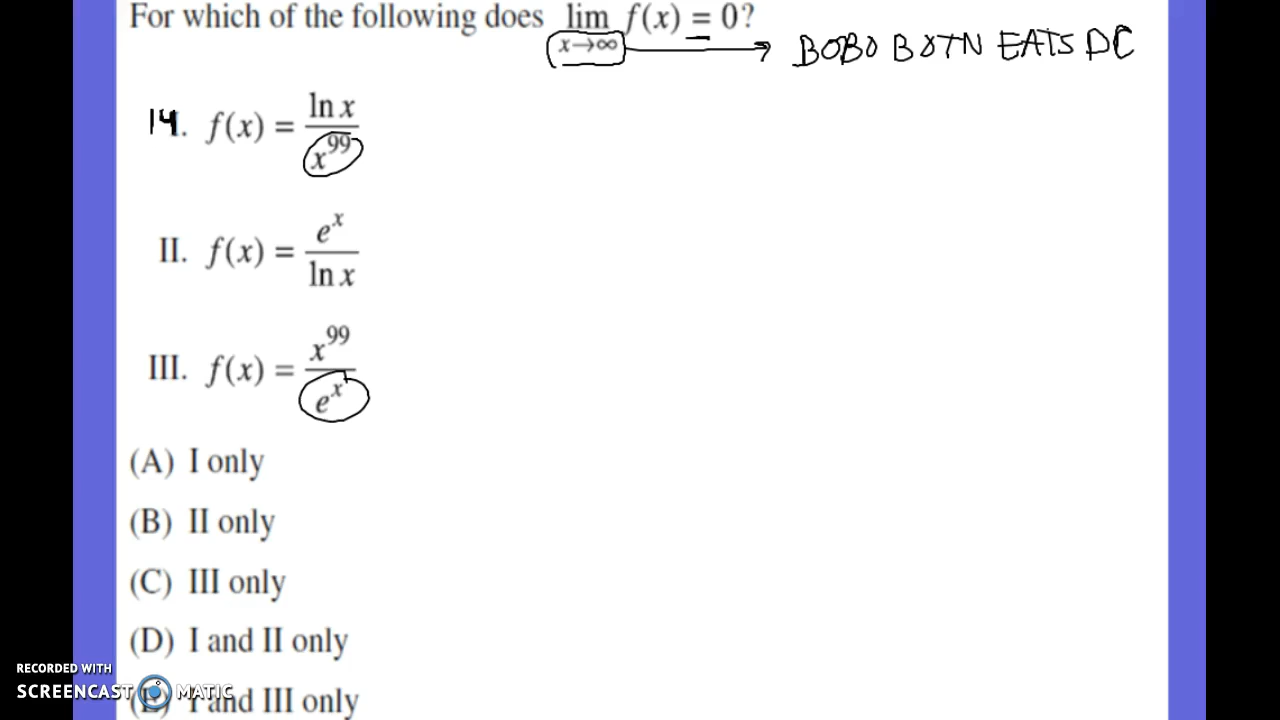 For which of the following does lim f(x) = 0?
x→∞
BOBO BOTN EATS DC
14. f(x) = ln x / x^99
II. f(x) = e^x / ln x
III. f(x) = x^99 / e^x
(A) I only
(B) II only
(C) III only
(D) I and II only
(E) I and III only
RECORDED WITH
SCREENCAST MATIC